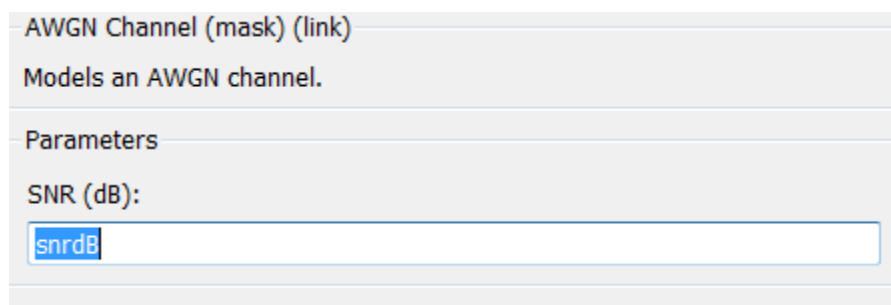 AWGN Channel (mask) (link)
Models an AWGN channel.
Parameters
SNR (dB):
snrdB